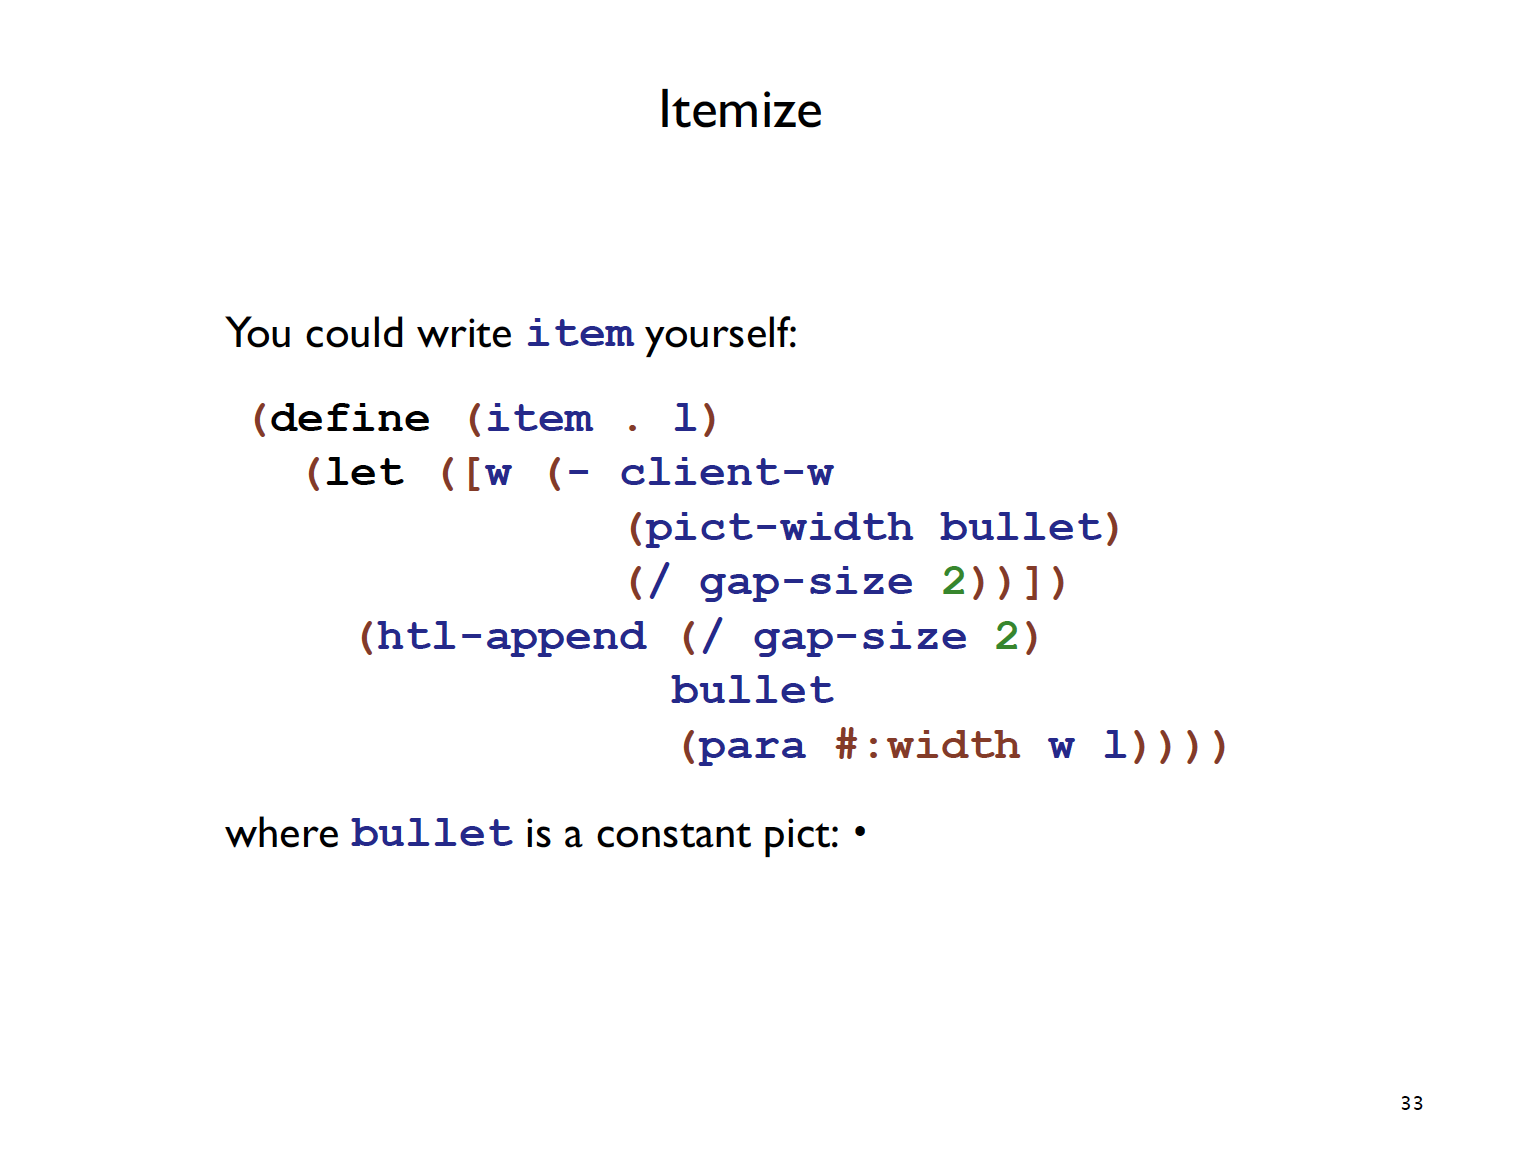 Itemize
You could write item yourself:
(define (item . l)
  (let ([w (- client-w
              (pict-width bullet)
              (/ gap-size 2))])
    (htl-append (/ gap-size 2)
                bullet
                (para #:width w l))))
where bullet is a constant pict: •
33